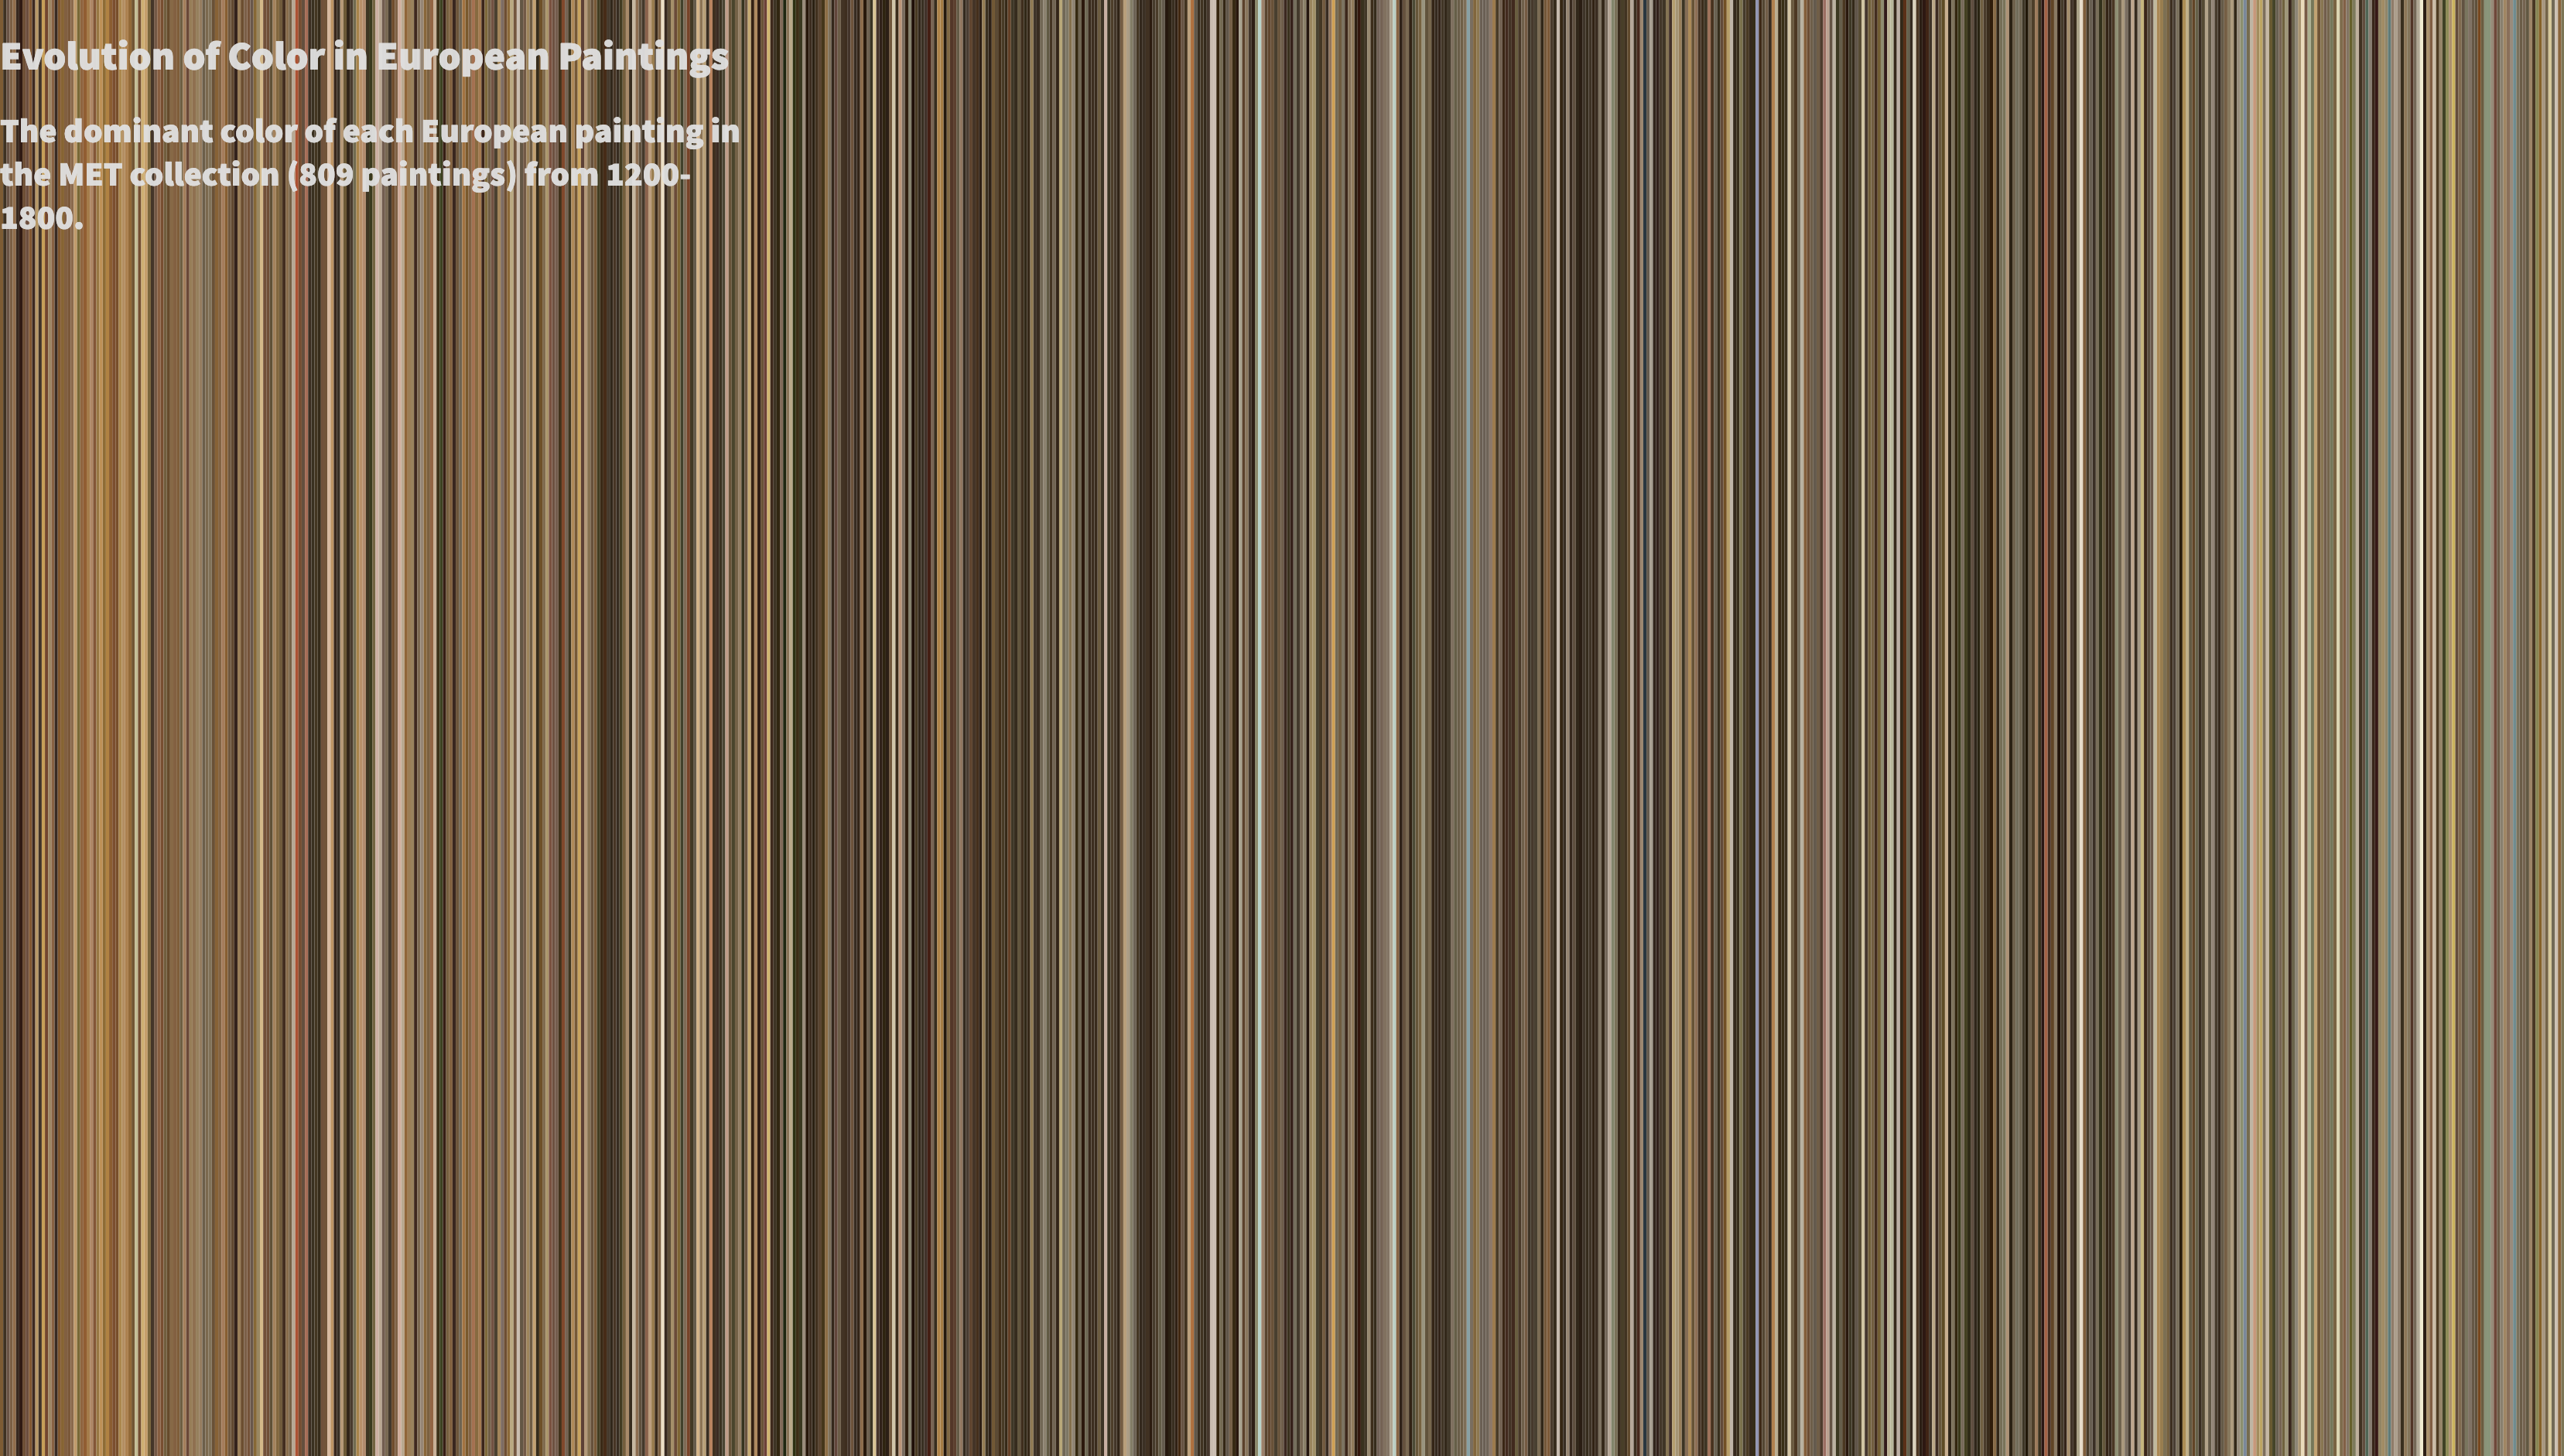 Evolution of Color in European Paintings
The dominant color of each European painting in
the MET collection (809 paintings) from 1200-
1800.